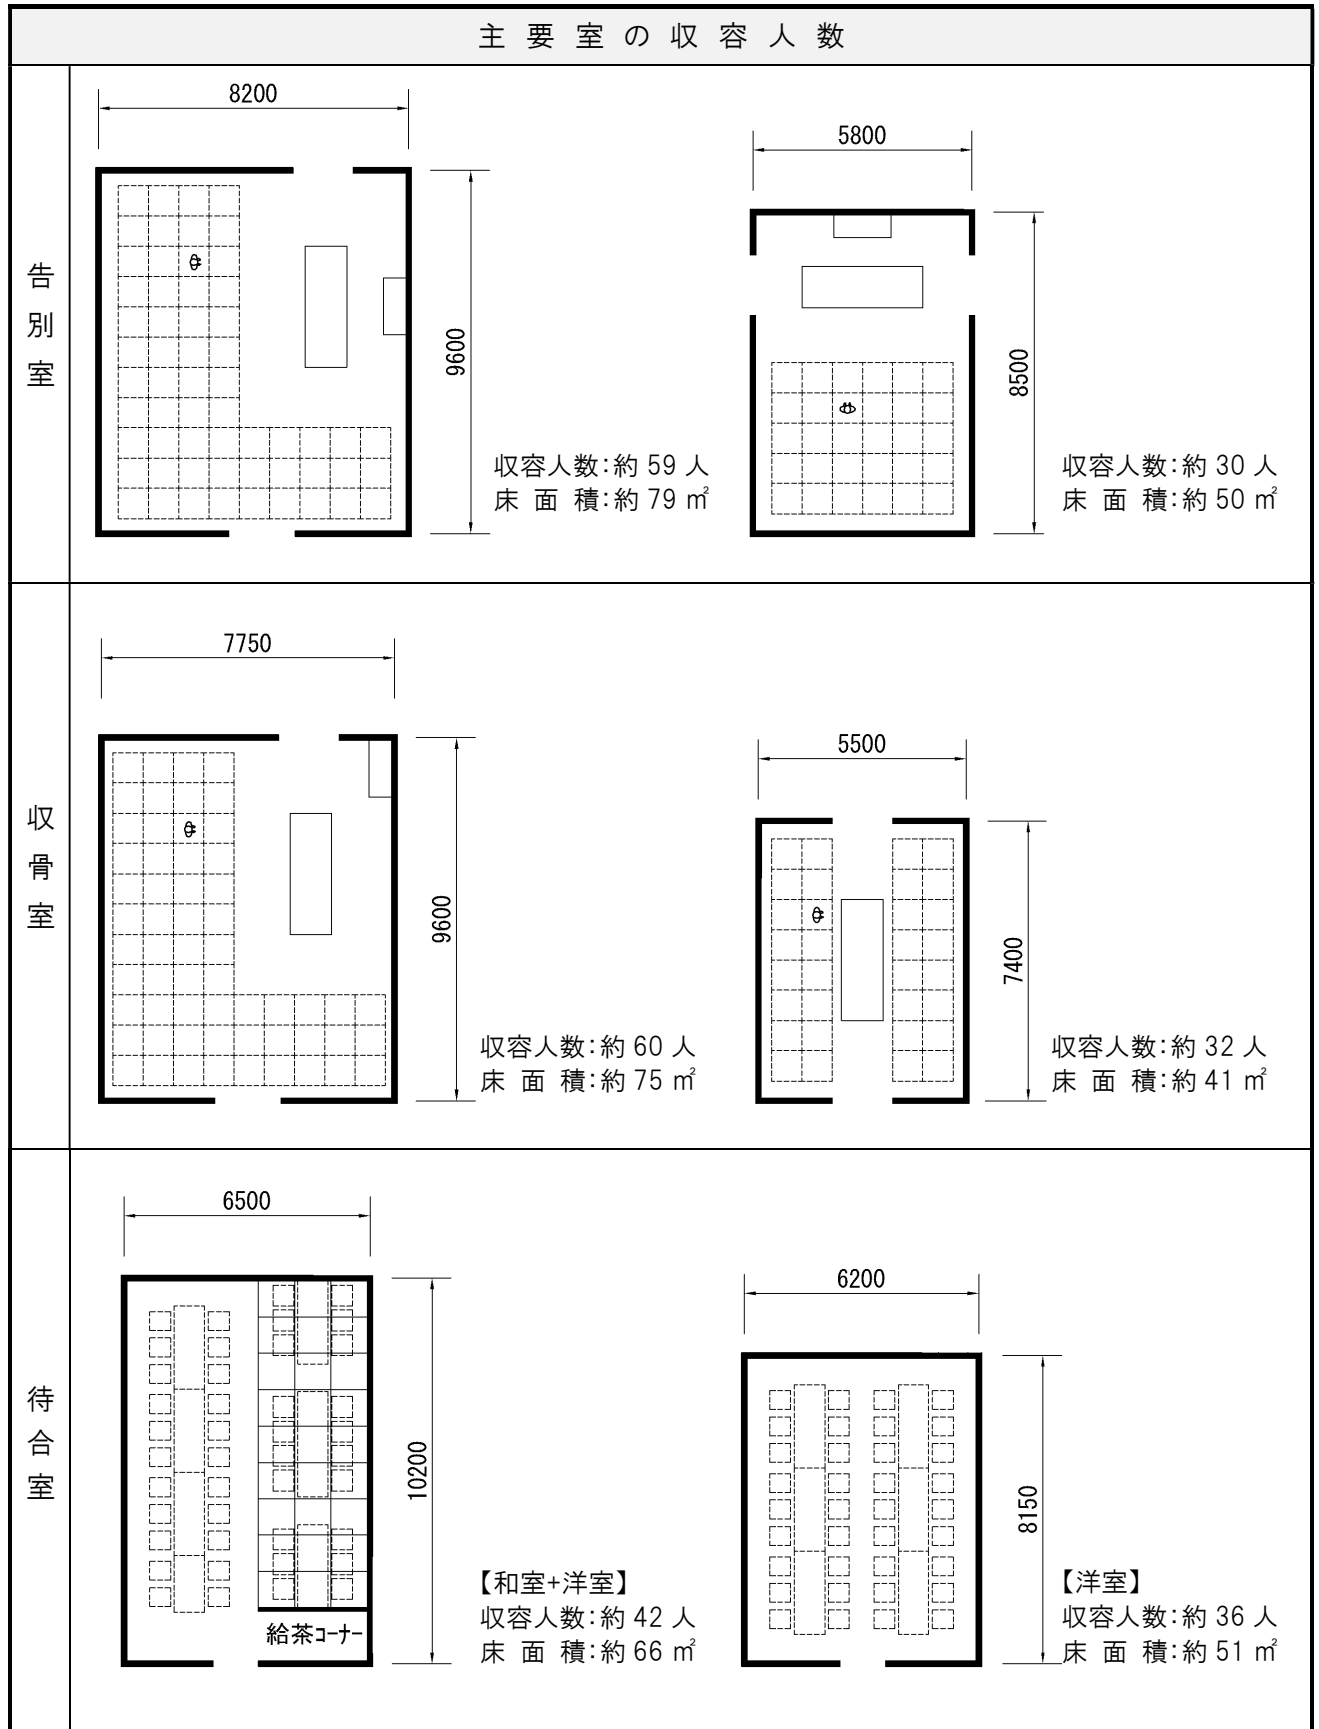 主要室の収容人数
告別室
8200
9600
収容人数：約 59 人
床 面 積：約 79 ㎡
5800
8500
収容人数：約 30 人
床 面 積：約 50 ㎡
収骨室
7750
9600
収容人数：約 60 人
床 面 積：約 75 ㎡
5500
7400
収容人数：約 32 人
床 面 積：約 41 ㎡
待合室
6500
10200
給茶コーナー
【和室+洋室】
収容人数：約 42 人
床 面 積：約 66 ㎡
6200
8150
【洋室】
収容人数：約 36 人
床 面 積：約 51 ㎡